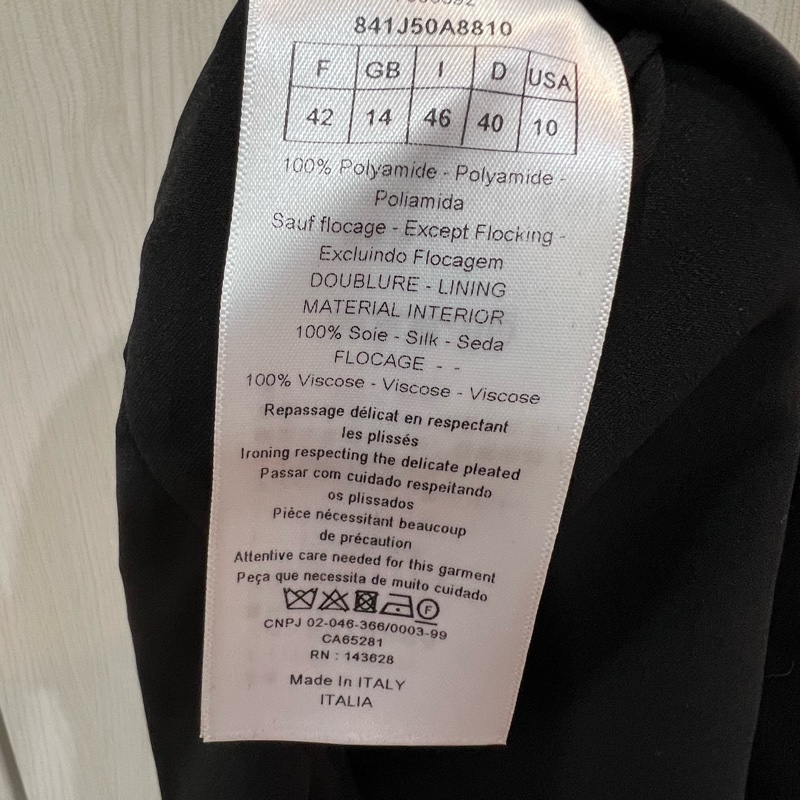 841J50A8810
F GB I D USA
42 14 46 40 10
100% Polyamide - Polyamide -
Poliamida
Sauf flocage - Except Flocking -
Excluindo Flocagem
DOUBLURE - LINING
MATERIAL INTERIOR
100% Soie - Silk - Seda
FLOCAGE - -
100% Viscose - Viscose - Viscose
Repassage délicat en respectant
les plissés
Ironing respecting the delicate pleated
Passar com cuidado respeitando
os plissados
Pièce nécessitant beaucoup
de précaution
Attentive care needed for this garment
Peça que necessita de muito cuidado
F
CNPJ 02-046-366/0003-99
CA65281
RN : 143628
Made In ITALY
ITALIA